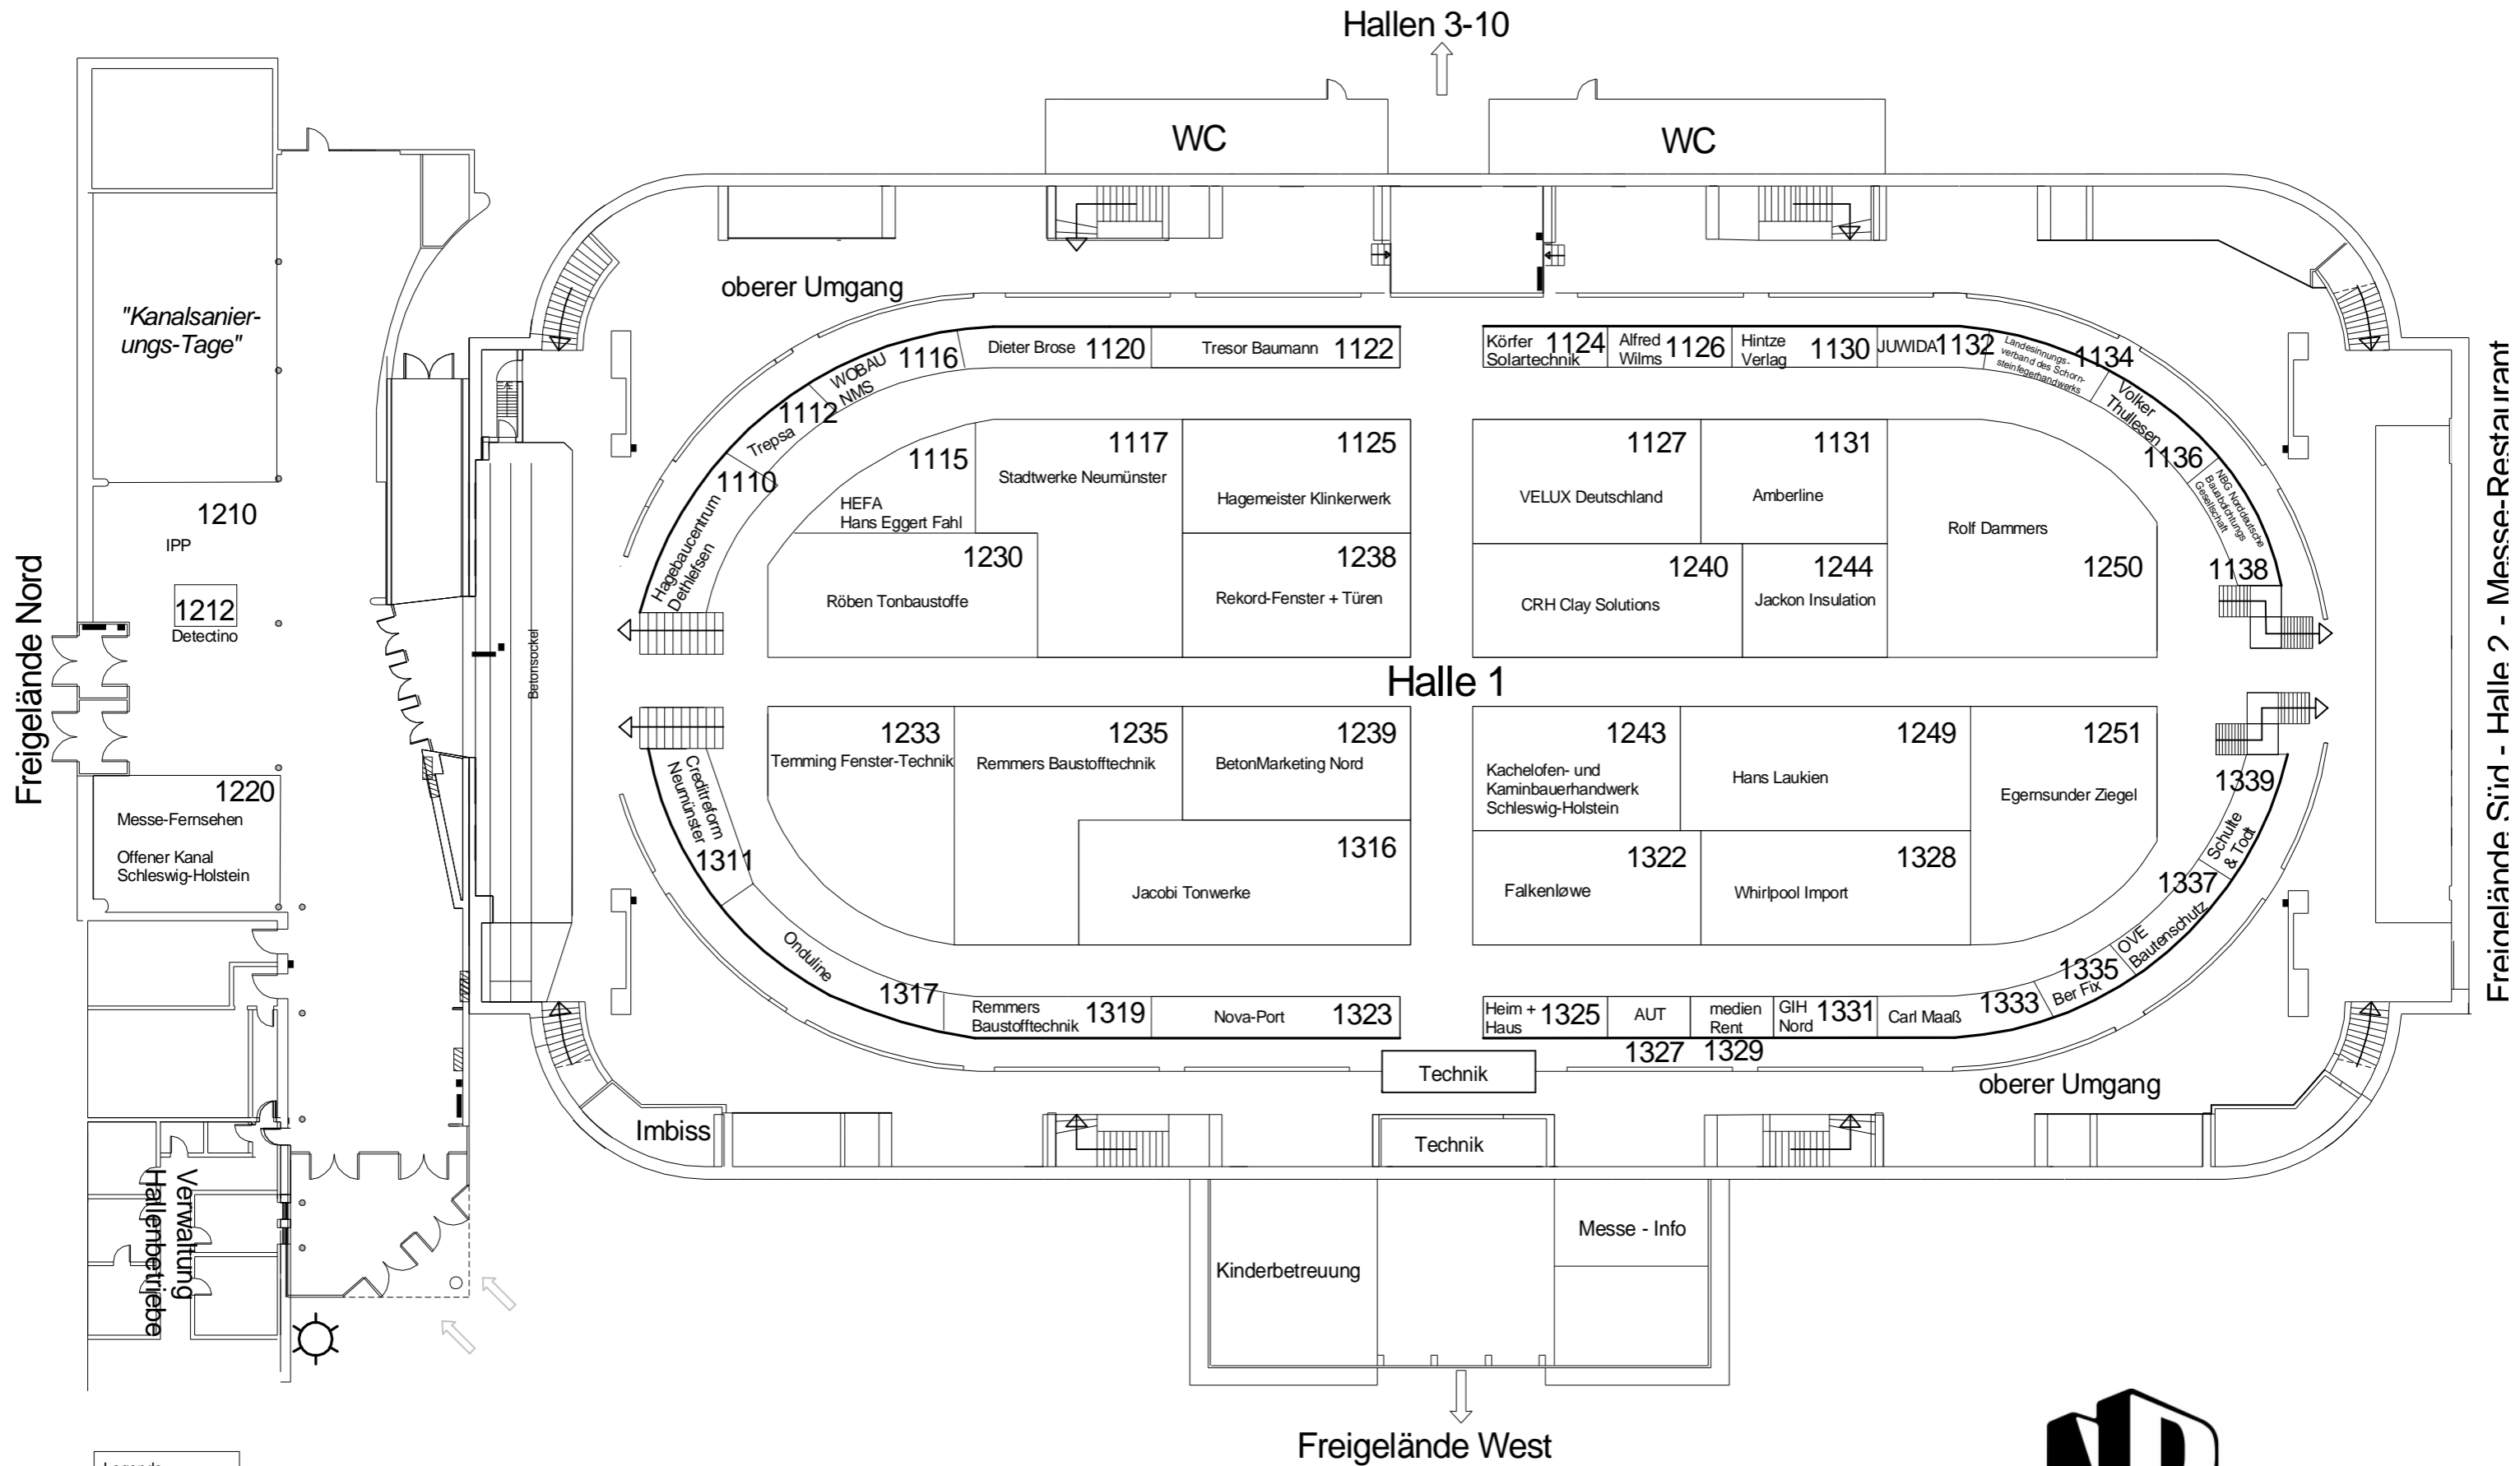 Hallen 3-10
WC
WC
oberer Umgang
"Kanalsanier-
ungs-Tage"
1210
IPP
1212
Detectino
Freigelände Nord
1220
Messe-Fernsehen
Offener Kanal
Schleswig-Holstein
Verwaltung
Hallenbetriebe
Betonsockel
Hagebaucentrum
Dethlefsen
1110
Trepsa
1112
WOBAU
NMS
1116
Dieter Brose 1120
Tresor Baumann 1122
Körfer
Solartechnik
1124
Alfred
Wilms
1126
Hintze
Verlag
1130
JUWIDA 1132
Landesinnungs-
verband des Schorn-
steinfegerhandwerks
1134
Volker
Thullesen
1136
NBG Norddeutsche
Bauabdichtungs
Gesellschaft
1138
1115
HEFA
Hans Eggert Fahl
1117
Stadtwerke Neumünster
1125
Hagemeister Klinkerwerk
1127
VELUX Deutschland
1131
Amberline
Rolf Dammers
1250
1230
Röben Tonbaustoffe
1238
Rekord-Fenster + Türen
1240
CRH Clay Solutions
1244
Jackon Insulation
Halle 1
1233
Temming Fenster-Technik
1235
Remmers Baustofftechnik
1239
BetonMarketing Nord
1243
Kachelofen- und
Kaminbauerhandwerk
Schleswig-Holstein
1249
Hans Laukien
1251
Egernsunder Ziegel
1316
Jacobi Tonwerke
1322
Falkenløwe
1328
Whirlpool Import
Creditreform
Neumünster
1311
Onduline
1317
Remmers
Baustofftechnik
1319
Nova-Port 1323
Heim +
Haus
1325
AUT
1327
medien
Rent
1329
GIH
Nord
1331
Carl Maaß 1333
Ber Fix
1335
OVE
Bautenschutz
1337
Schulte
& Todt
1339
Technik
oberer Umgang
Imbiss
Technik
Kinderbetreuung
Messe - Info
Freigelände West
Freigelände Süd - Halle 2 - Messe-Restaurant